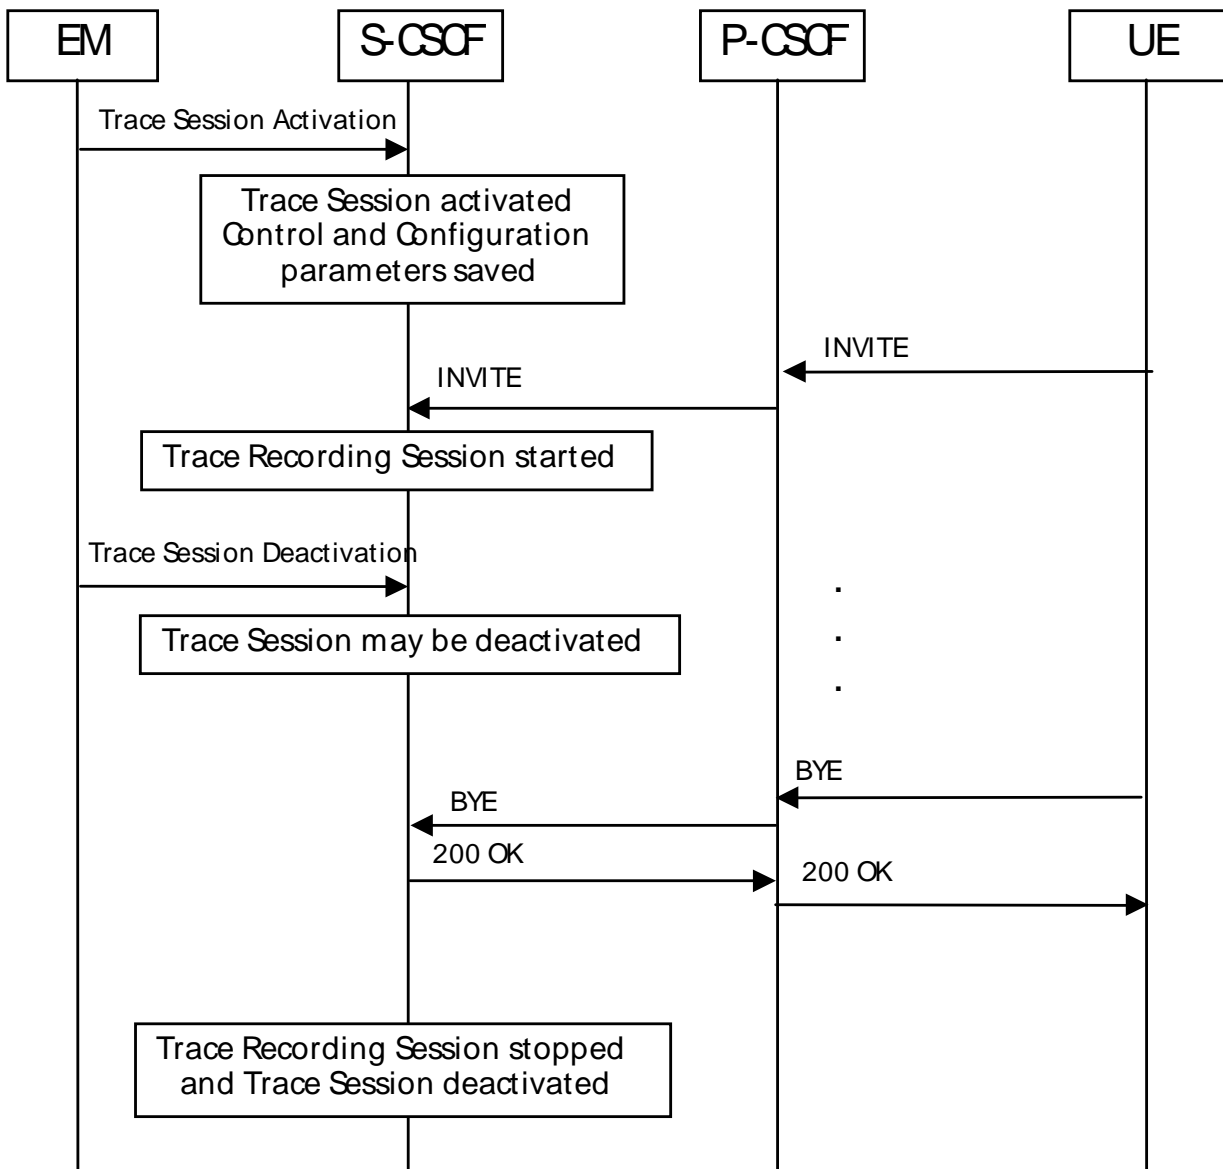 EM
S-CSCF
P-CSCF
UE
Trace Session Activation
Trace Session activated
Control and Configuration
parameters saved
INVITE
INVITE
Trace Recording Session started
Trace Session Deactivation
.
Trace Session may be deactivated
.
.
BYE
BYE
200 OK
200 OK
Trace Recording Session stopped
and Trace Session deactivated